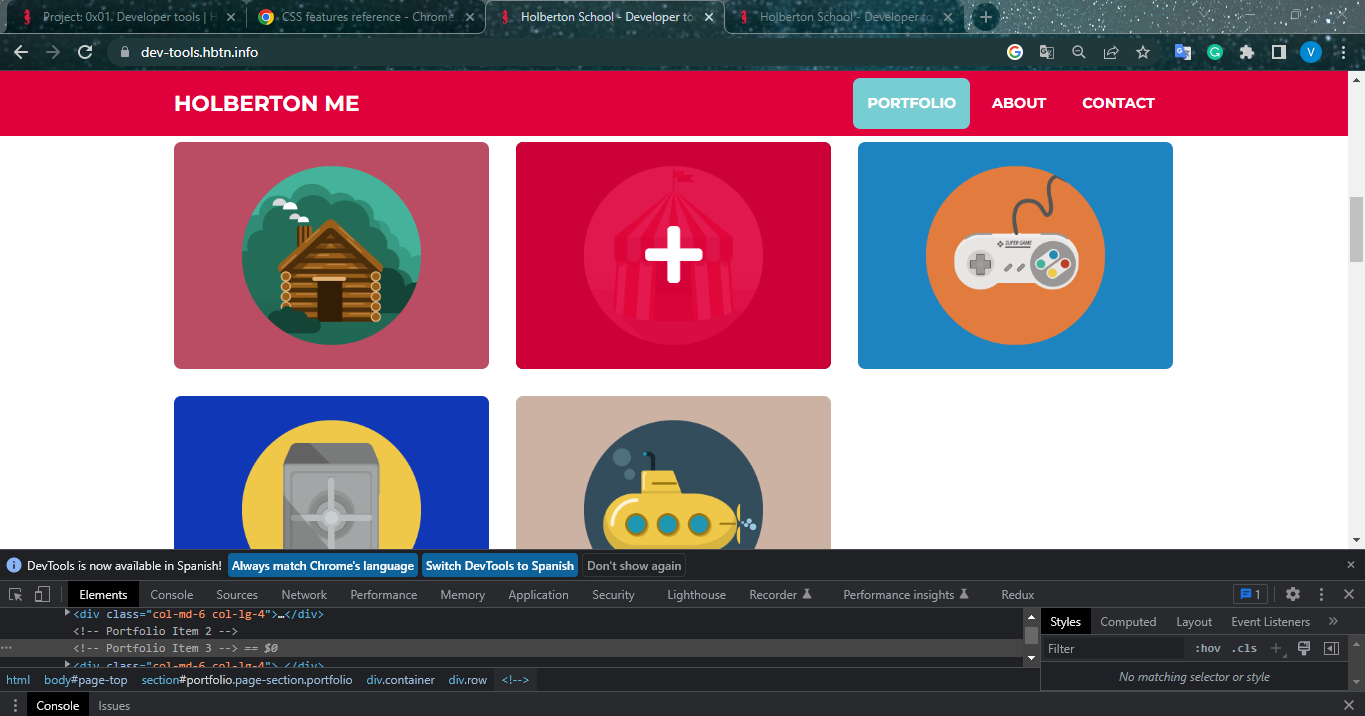 Project: 0x01. Developer tools | H
CSS features reference - Chrome
Holberton School - Developer to
Holberton School - Developer to
dev-tools.hbtn.info
V
HOLBERTON ME
PORTFOLIO
ABOUT
CONTACT
SUPER GAME
DevTools is now available in Spanish!
Always match Chrome's language
Switch DevTools to Spanish
Don't show again
Elements
Console
Sources
Network
Performance
Memory
Application
Security
Lighthouse
Recorder
Performance insights
Redux
1
<div class="col-md-6 col-lg-4">…</div>
<!-- Portfolio Item 2 -->
<!-- Portfolio Item 3 --> == $0
<div class="col-md-6 col-lg-4"> </div>
html
body#page-top
section#portfolio.page-section.portfolio
div.container
div.row
<!-->
Styles
Computed
Layout
Event Listeners
Filter
:hov
.cls
No matching selector or style
Console
Issues